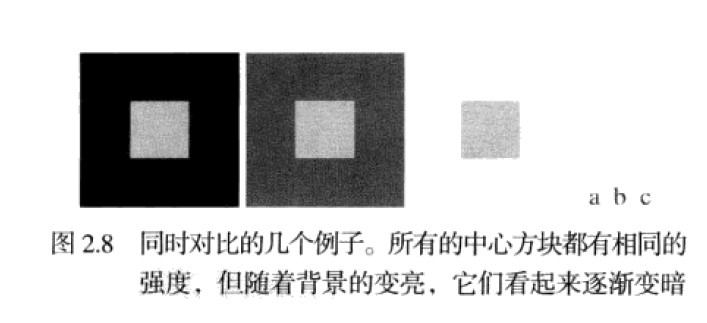 a b c
图 2.8 同时对比的几个例子。所有的中心方块都有相同的
强度，但随着背景的变亮，它们看起来逐渐变暗